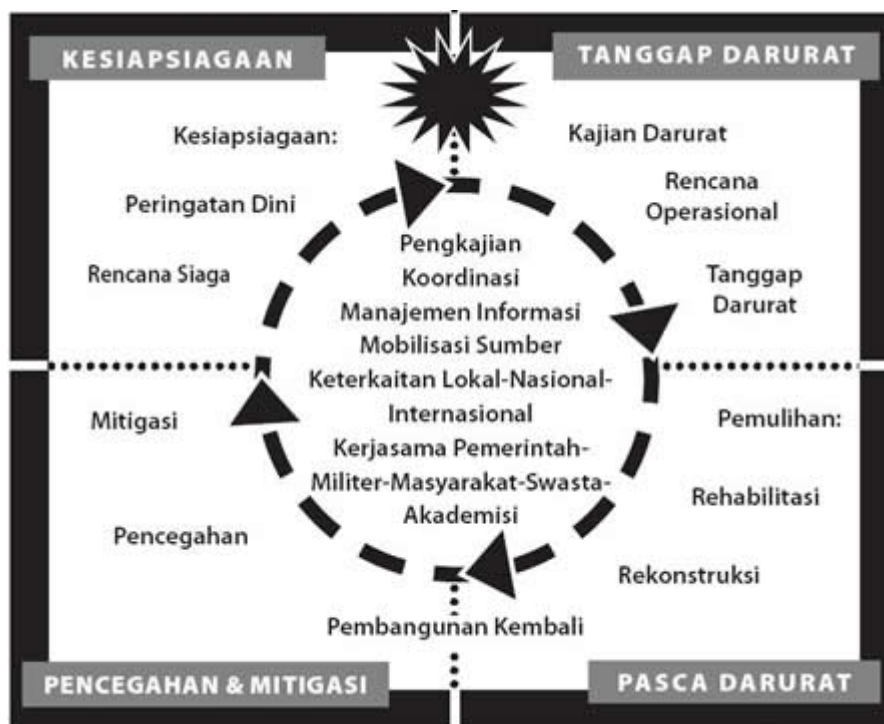 KESIAPSIAGAAN
TANGGAP DARURAT
Kesiapsiagaan:
Peringatan Dini
Rencana Siaga
Kajian Darurat
Rencana
Operasional
Tanggap
Darurat
Pengkajian
Koordinasi
Manajemen Informasi
Mobilisasi Sumber
Keterkaitan Lokal-Nasional-
Internasional
Kerjasama Pemerintah-
Militer-Masyarakat-Swasta-
Akademisi
Mitigasi
Pencegahan
Pemulihan:
Rehabilitasi
Rekonstruksi
Pembangunan Kembali
PENCEGAHAN & MITIGASI
PASCA DARURAT